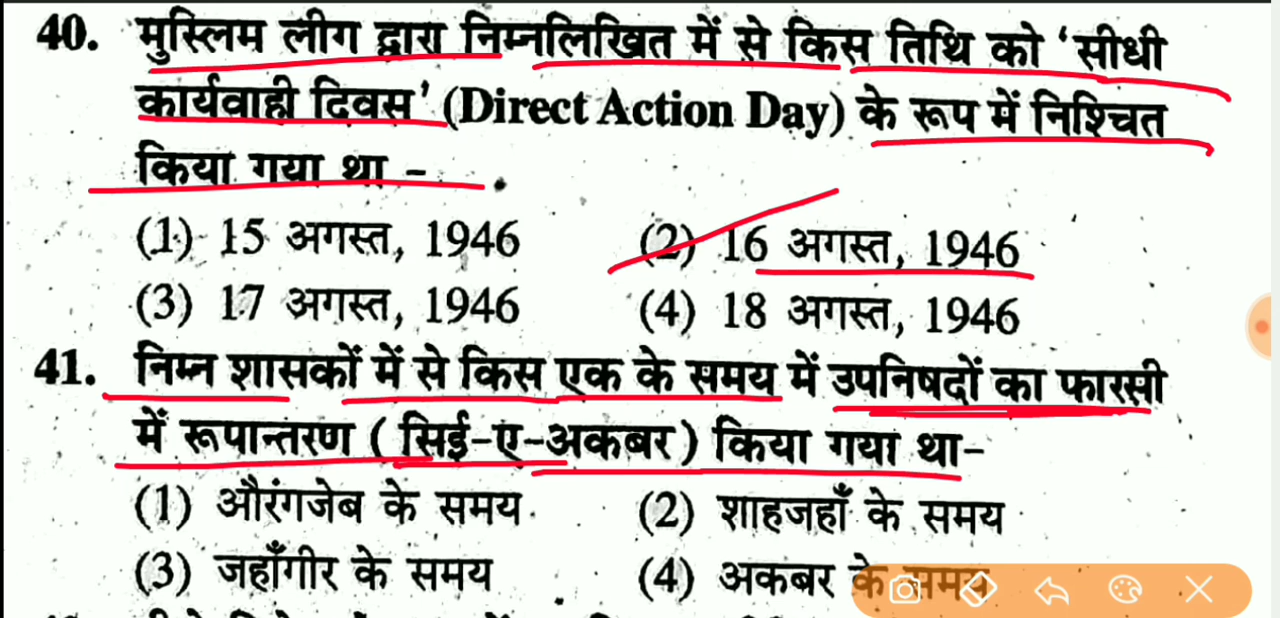 40. मुस्लिम लीग द्वारा निम्नलिखित में से किस तिथि को ‘सीधी
कार्यवाही दिवस’ (Direct Action Day) के रूप में निश्चित
किया गया था –
(1) 15 अगस्त, 1946 (2) 16 अगस्त, 1946
(3) 17 अगस्त, 1946 (4) 18 अगस्त, 1946
41. निम्न शासकों में से किस एक के समय में उपनिषदों का फारसी
में रूपान्तरण (सिई-ए-अकबर) किया गया था–
(1) औरंगजेब के समय (2) शाहजहाँ के समय
(3) जहाँगीर के समय (4) अकबर के समय